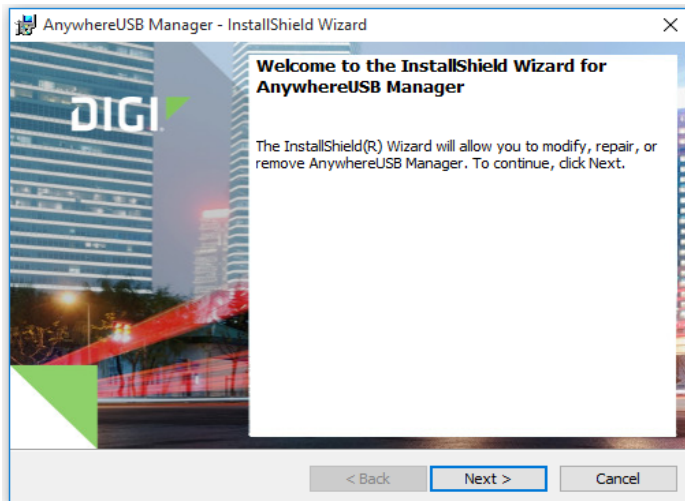 AnywhereUSB Manager - InstallShield Wizard
DIGI
Welcome to the InstallShield Wizard for
AnywhereUSB Manager
The InstallShield(R) Wizard will allow you to modify, repair, or
remove AnywhereUSB Manager. To continue, click Next.
< Back
Next >
Cancel